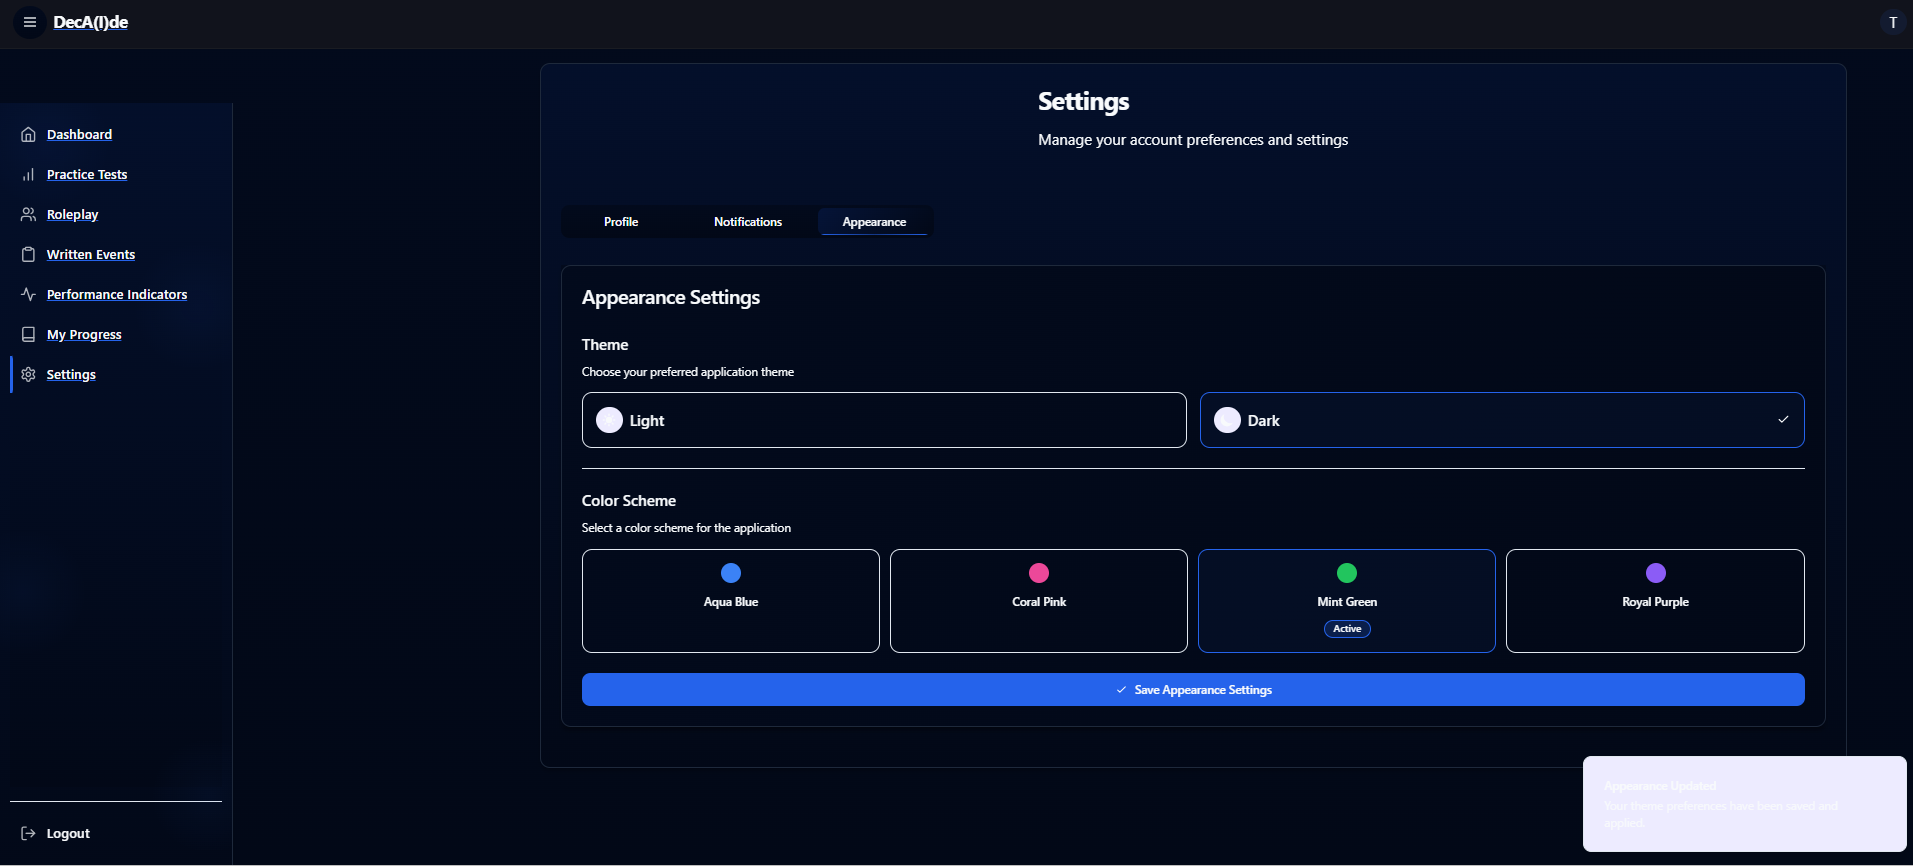 DecA(I)de
T
Dashboard
Practice Tests
Roleplay
Written Events
Performance Indicators
My Progress
Settings
Logout
Settings
Manage your account preferences and settings
Profile
Notifications
Appearance
Appearance Settings
Theme
Choose your preferred application theme
Light
Dark
Color Scheme
Select a color scheme for the application
Aqua Blue
Coral Pink
Mint Green
Active
Royal Purple
Save Appearance Settings
Appearance Updated
Your theme preferences have been saved and
applied.